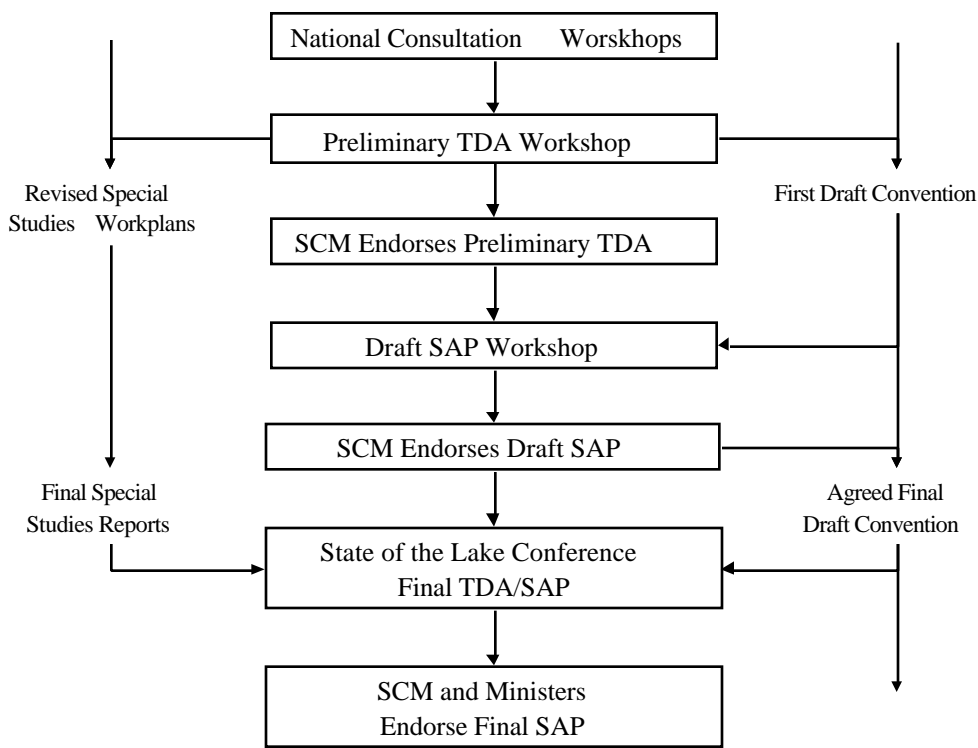 National Consultation Worskhops
Preliminary TDA Workshop
Revised Special
Studies Workplans
First Draft Convention
SCM Endorses Preliminary TDA
Draft SAP Workshop
SCM Endorses Draft SAP
Final Special
Studies Reports
Agreed Final
Draft Convention
State of the Lake Conference
Final TDA/SAP
SCM and Ministers
Endorse Final SAP